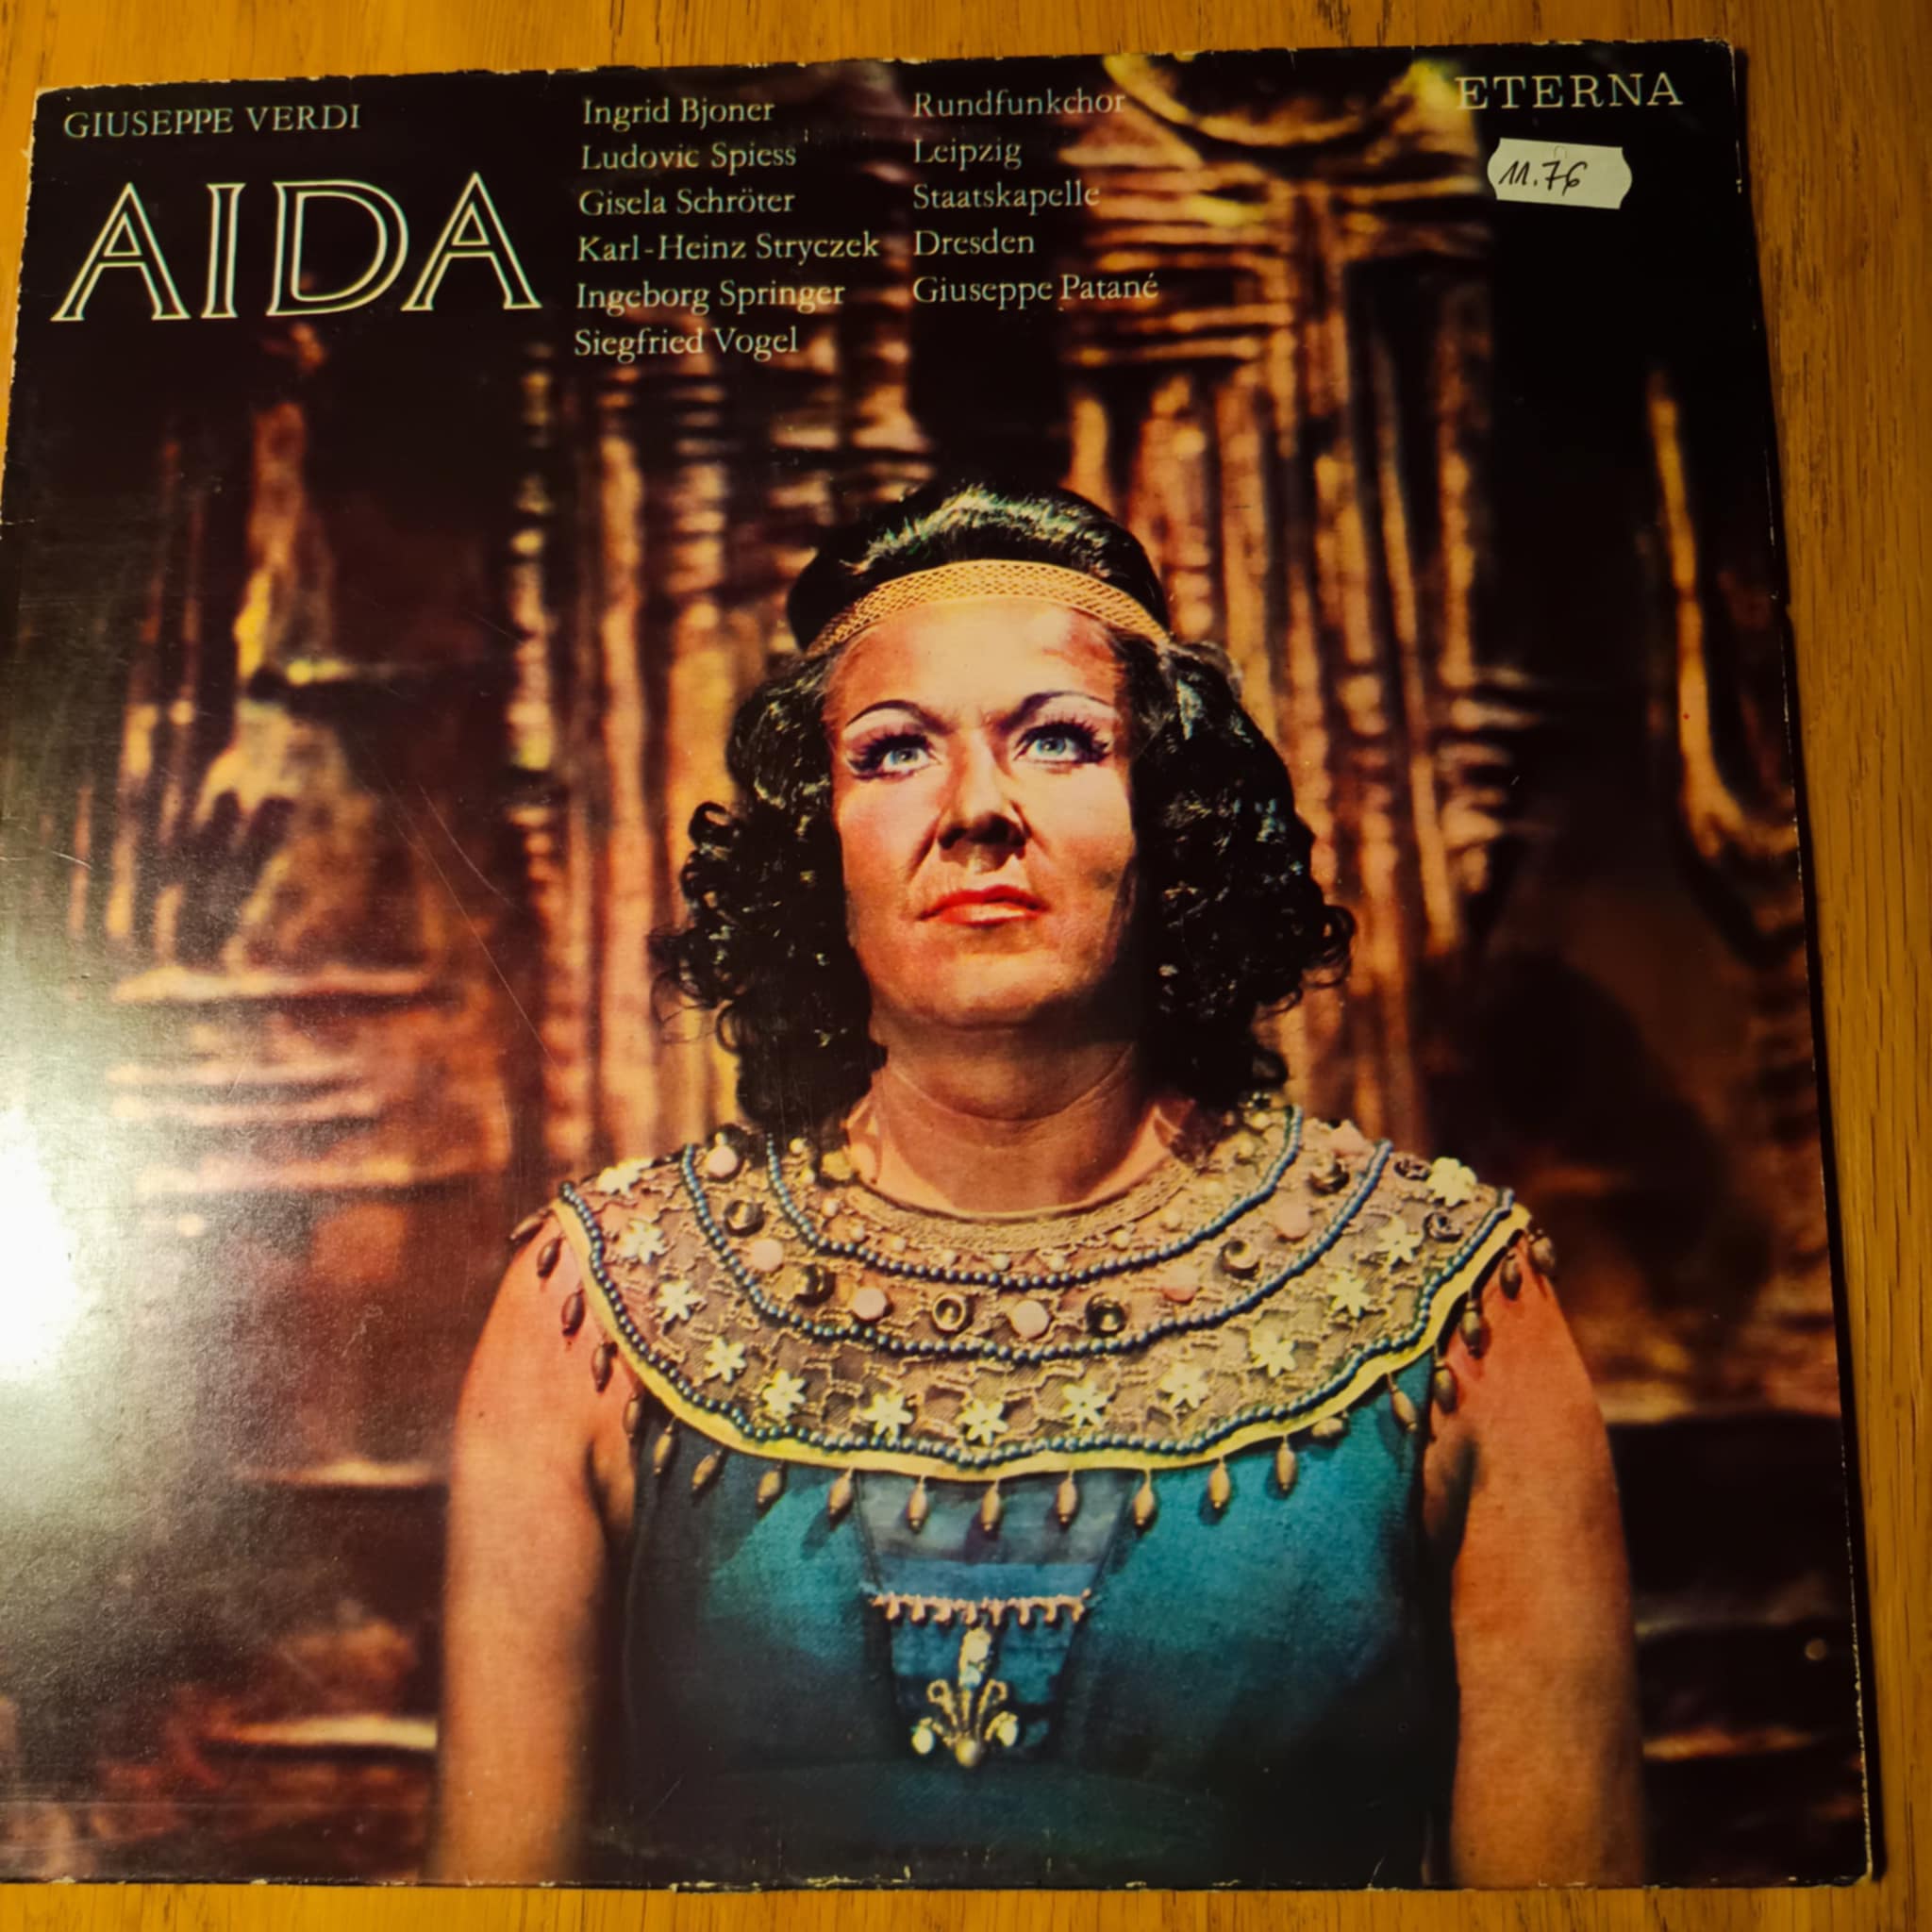 GIUSEPPE VERDI
AIDA
Ingrid Bjoner
Ludovic Spiess
Gisela Schröter
Karl-Heinz Stryczek
Ingeborg Springer
Siegfried Vogel
Rundfunkchor
Leipzig
Staatskapelle
Dresden
Giuseppe Patané
ETERNA
11.76